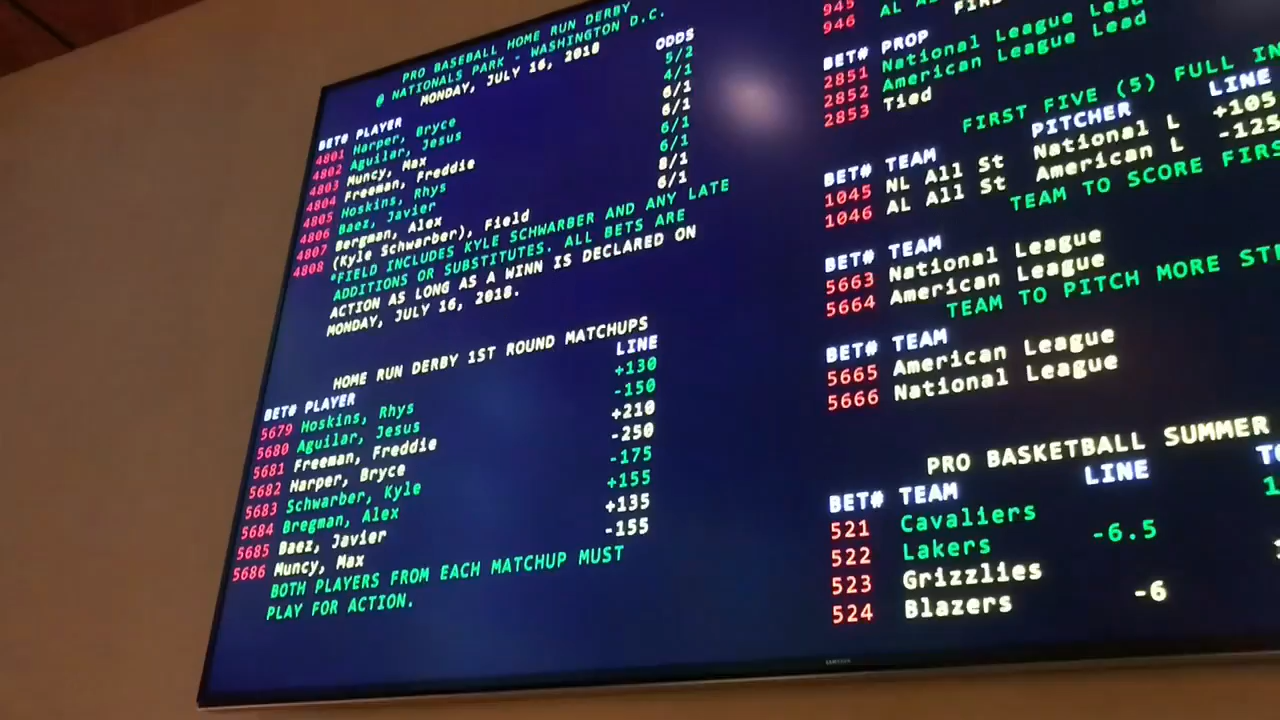 PRO BASEBALL HOME RUN DERBY
@ NATIONALS PARK - WASHINGTON D.C.
MONDAY, JULY 16, 2018
BET# PLAYER ODDS
4801 Harper, Bryce 5/2
4802 Aguilar, Jesus 4/1
4803 Muncy, Max 6/1
4804 Freeman, Freddie 6/1
4805 Hoskins, Rhys 6/1
4806 Baez, Javier 6/1
4807 Bergman, Alex 8/1
4808 (Kyle Schwarber), Field 6/1
*FIELD INCLUDES KYLE SCHWARBER AND ANY LATE
ADDITIONS OR SUBSTITUTES. ALL BETS ARE
ACTION AS LONG AS A WINN IS DECLARED ON
MONDAY, JULY 16, 2018.
HOME RUN DERBY 1ST ROUND MATCHUPS
BET# PLAYER LINE
5679 Hoskins, Rhys +130
5680 Aguilar, Jesus -150
5681 Freeman, Freddie +210
5682 Harper, Bryce -250
5683 Schwarber, Kyle -175
5684 Bregman, Alex +155
5685 Baez, Javier +135
5686 Muncy, Max -155
BOTH PLAYERS FROM EACH MATCHUP MUST
PLAY FOR ACTION.
945
946 AL
BET# PROP
2851 National League Lead
2852 American League Lead
2853 Tied
FIRST FIVE (5) FULL
BET# TEAM PITCHER LINE
1045 NL All St National L +105
1046 AL All St American L -125
TEAM TO SCORE
BET# TEAM
5663 National League
5664 American League
TEAM TO PITCH MORE
BET# TEAM
5665 American League
5666 National League
PRO BASKETBALL SUMMER
BET# TEAM LINE
521 Cavaliers
522 Lakers -6.5
523 Grizzlies
524 Blazers -6
SAMSUNG